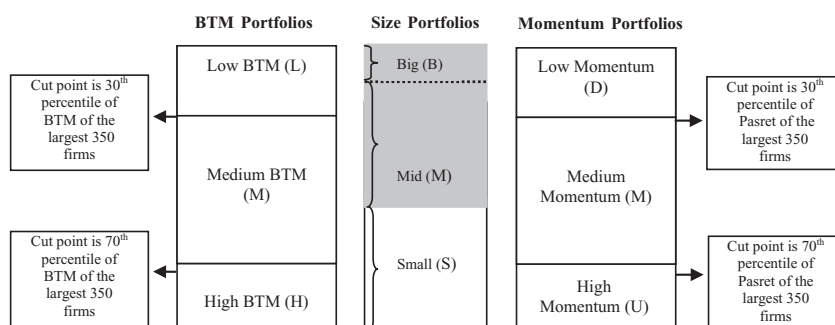 BTM Portfolios
Size Portfolios
Momentum Portfolios
Low BTM (L)
Big (B)
Low Momentum
(D)
Cut point is 30th
percentile of
BTM of the
largest 350
firms
Cut point is 30th
percentile of
Pasret of the
largest 350
firms
Medium BTM
(M)
Mid (M)
Medium
Momentum (M)
Cut point is 70th
percentile of
BTM of the
largest 350
firms
Small (S)
Cut point is 70th
percentile of
Pasret of the
largest 350
firms
High BTM (H)
High
Momentum (U)